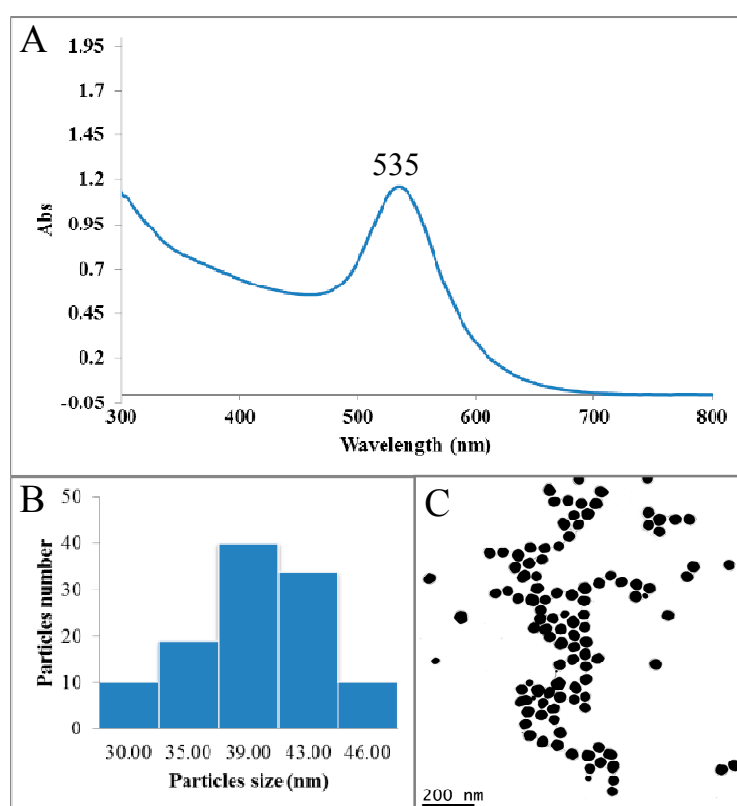 A
1.95
1.7
1.45
1.2
0.95
0.7
0.45
0.2
-0.05
Abs
535
300 400 500 600 700 800
Wavelength (nm)
B
50
40
30
20
10
0
Particles number
30.00 35.00 39.00 43.00 46.00
Particles size (nm)
C
200 nm